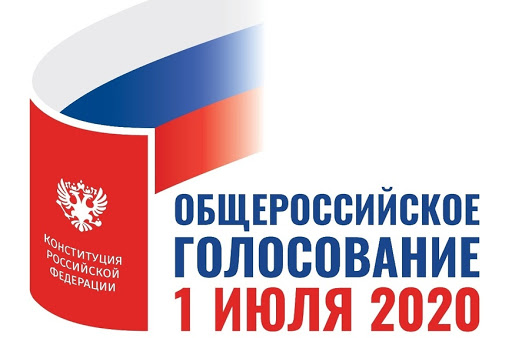 КОНСТИТУЦИЯ
РОССИЙСКОЙ
ФЕДЕРАЦИИ
ОБЩЕРОССИЙСКОЕ
ГОЛОСОВАНИЕ
1 ИЮЛЯ 2020